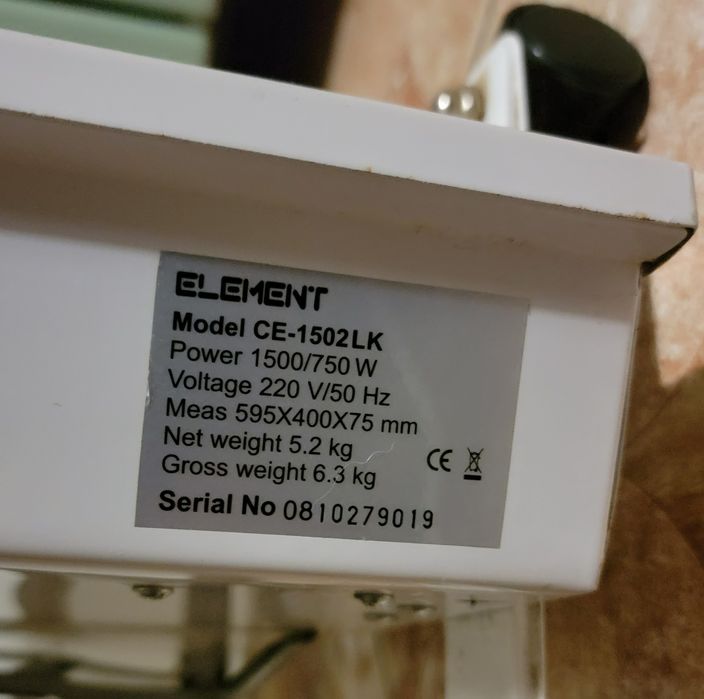 ELEMENT
Model CE-1502LK
Power 1500/750 W
Voltage 220 V/50 Hz
Meas 595X400X75 mm
Net weight 5.2 kg
Gross weight 6.3 kg
CE
Serial No 0810279019